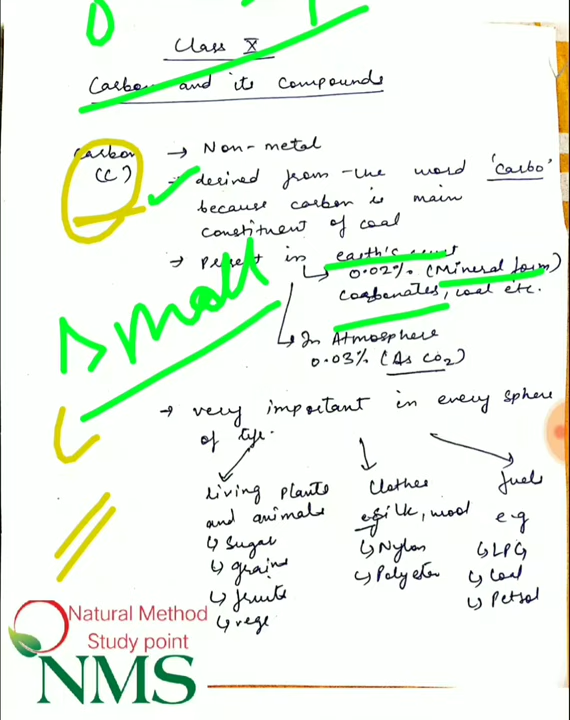 Class X
Carbon and its compounds
Carbon → Non-metal
(C) → derived from the word 'Carbo'
because carbon is main
constituent of coal
→ Present in earth's crust
0.02% (Mineral form)
carbonates, coal etc.
Small
In Atmosphere
0.03% (As CO2)
→ very important in every sphere
of life.
living plants
and animals
↳ Sugar
↳ grains
↳ fruits
↳ vege
Clothes
eg silk, wool
↳ Nylon
↳ Polyester
fuels
e.g
↳ LPG
↳ Coal
↳ Petrol
Natural Method
Study point
NMS